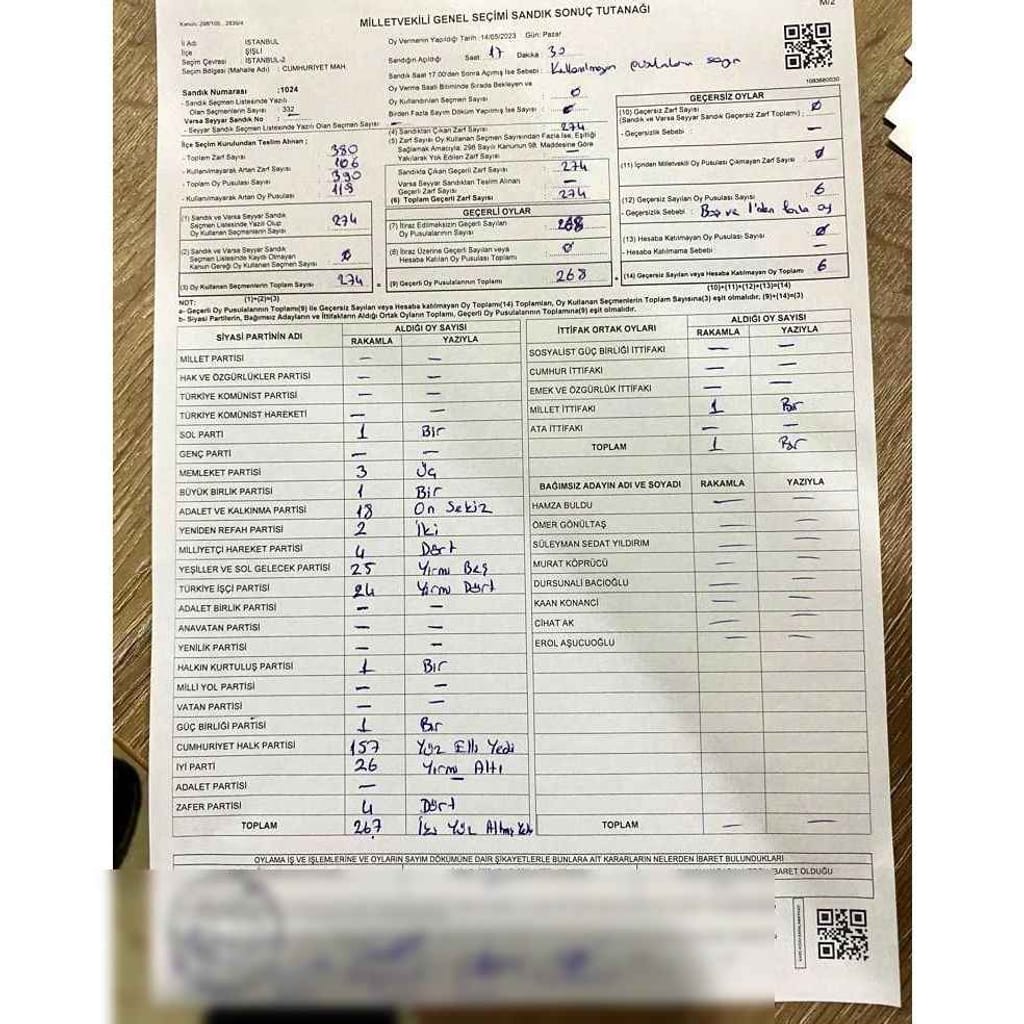 Kanun: 298/105 , 2839/4
MİLLETVEKİLİ GENEL SEÇİMİ SANDIK SONUÇ TUTANAĞI
M/2
İl Adı : İSTANBUL
İlçe : ŞİŞLİ
Seçim Çevresi : İSTANBUL-2
Seçim Bölgesi (Mahalle Adı) : CUMHURİYET MAH.
Sandık Numarası :1024
- Sandık Seçmen Listesinde Yazılı
Olan Seçmenlerin Sayısı : 332
Varsa Seyyar Sandık No : —
- Seyyar Seçmen Listesinde Yazılı Olan Seçmen Sayısı :
İlçe Seçim Kurulundan Teslim Alınan ;
- Toplam Zarf Sayısı : 380
- Kullanılmayarak Artan Zarf Sayısı : 106
- Toplam Oy Pusulası Sayısı : 390
- Kullanılmayarak Artan Oy Pusulası : 119
(1) Sandık ve Varsa Seyyar Sandık
Seçmen Listesinde Yazılı Olup
Oy Kullanan Seçmenlerin Sayısı 274
(2) Sandık ve Varsa Seyyar Sandık
Seçmen Listesinde Kayıtlı Olmayan
Kanun Gereği Oy Kullanan Seçmen Sayısı 0
(3) Oy Kullanan Seçmenlerin Toplam Sayısı 274
(1)+(2)=(3)
Oy Vermenin Yapıldığı Tarih :14/05/2023 Gün: Pazar
Sandığın Açıldığı Saat : 17 Dakika : 30
Sandık Saat 17.00'den Sonra Açılmış İse Sebebi : Kullanılmayan pusulaların sayı
Oy Verme Saati Bitiminde Sırada Bekleyen ve
Oy Kullandırılan Seçmen Sayısı : 0
Birden Fazla Sayım Döküm Yapılmış İse Sayısı :
(4) Sandıktan Çıkan Zarf Sayısı : 274
(5) Zarf Sayısı Oy Kullanan Seçmen Sayısından Fazla İse, Eşitliği
Sağlamak Amacıyla; 298 Sayılı Kanunun 98. Maddesine Göre
Yakılarak Yok Edilen Zarf Sayısı : —
Sandıkta Çıkan Geçerli Zarf Sayısı : 274
Varsa Seyyar Sandıktan Teslim Alınan
Geçerli Zarf Sayısı : —
(6) Toplam Geçerli Zarf Sayısı : 274
GEÇERLİ OYLAR
(7) İtiraz Edilmeksizin Geçerli Sayılan
Oy Pusulalarının Sayısı : 268
(8) İtiraz Üzerine Geçerli Sayılan veya
Hesaba Katılan Oy Pusulası Toplamı : 0
(9) Geçerli Oy Pusulalarının Toplamı : 268
1083680030
GEÇERSİZ OYLAR
(10) Geçersiz Zarf Sayısı
(Sandık ve Varsa Seyyar Sandık Geçersiz Zarf Toplamı) : 0
- Geçersizlik Sebebi : —
(11) İçinden Milletvekili Oy Pusulası Çıkmayan Zarf Sayısı : 0
(12) Geçersiz Sayılan Oy Pusulası Sayısı : 6
- Geçersizlik Sebebi : Boş ve 1'den fazla oy
(13) Hesaba Katılmayan Oy Pusulası Sayısı : 0
- Hesaba Katılmama Sebebi : —
(14) Geçersiz Sayılan veya Hesaba Katılmayan Oy Toplamı : 6
(10)+(11)+(12)+(13)=(14)
NOT:
a- Geçerli Oy Pusulalarının Toplamı(9) ile Geçersiz Sayılan veya Hesaba katılmayan Oy Toplamı(14) Toplamları, Oy Kullanan Seçmenlerin Toplam Sayısına(3) eşit olmalıdır. (9)+(14)=(3)
b- Siyasi Partilerin, Bağımsız Adayların ve İttifakların Aldığı Ortak Oyların Toplamı, Geçerli Oy Pusulalarının Toplamına(9) eşit olmalıdır.
SİYASİ PARTİNİN ADI ALDIĞI OY SAYISI
RAKAMLA YAZIYLA
MİLLET PARTİSİ — —
HAK VE ÖZGÜRLÜKLER PARTİSİ — —
TÜRKİYE KOMÜNİST PARTİSİ — —
TÜRKİYE KOMÜNİST HAREKETİ — —
SOL PARTİ 1 Bir
GENÇ PARTİ — —
MEMLEKET PARTİSİ 3 Üç
BÜYÜK BİRLİK PARTİSİ 1 Bir
ADALET VE KALKINMA PARTİSİ 18 On Sekiz
YENİDEN REFAH PARTİSİ 2 İki
MİLLİYETÇİ HAREKET PARTİSİ 4 Dört
YEŞİLLER VE SOL GELECEK PARTİSİ 25 Yirmi Beş
TÜRKİYE İŞÇİ PARTİSİ 24 Yirmi Dört
ADALET BİRLİK PARTİSİ — —
ANAVATAN PARTİSİ — —
YENİLİK PARTİSİ — —
HALKIN KURTULUŞ PARTİSİ 1 Bir
MİLLİ YOL PARTİSİ — —
VATAN PARTİSİ — —
GÜÇ BİRLİĞİ PARTİSİ 1 Bir
CUMHURİYET HALK PARTİSİ 157 Yüz Elli Yedi
İYİ PARTİ 26 Yirmi Altı
ADALET PARTİSİ — —
ZAFER PARTİSİ 4 Dört
TOPLAM 267 İki Yüz Altmış
İTTİFAK ORTAK OYLARI ALDIĞI OY SAYISI
RAKAMLA YAZIYLA
SOSYALİST GÜÇ BİRLİĞİ İTTİFAKI — —
CUMHUR İTTİFAKI — —
EMEK VE ÖZGÜRLÜK İTTİFAKI — —
MİLLET İTTİFAKI 1 Bir
ATA İTTİFAKI — —
TOPLAM 1 Bir
BAĞIMSIZ ADAYIN ADI VE SOYADI RAKAMLA YAZIYLA
HAMZA BULDU — —
ÖMER GÖNÜLTAŞ — —
SÜLEYMAN SEDAT YILDIRIM — —
MURAT KÖPRÜCÜ — —
DURSUNALİ BACIOĞLU — —
KAAN KONANCİ — —
CİHAT AK — —
EROL AŞUCUOĞLU — —
TOPLAM — —
OYLAMA İŞ VE İŞLEMLERİNE VE OYLARIN SAYIM DÖKÜMÜNE DAİR ŞİKAYETLERLE BUNLARA AİT KARARLARIN NELERDEN İBARET BULUNDUKLARI
BARET OLDUĞU